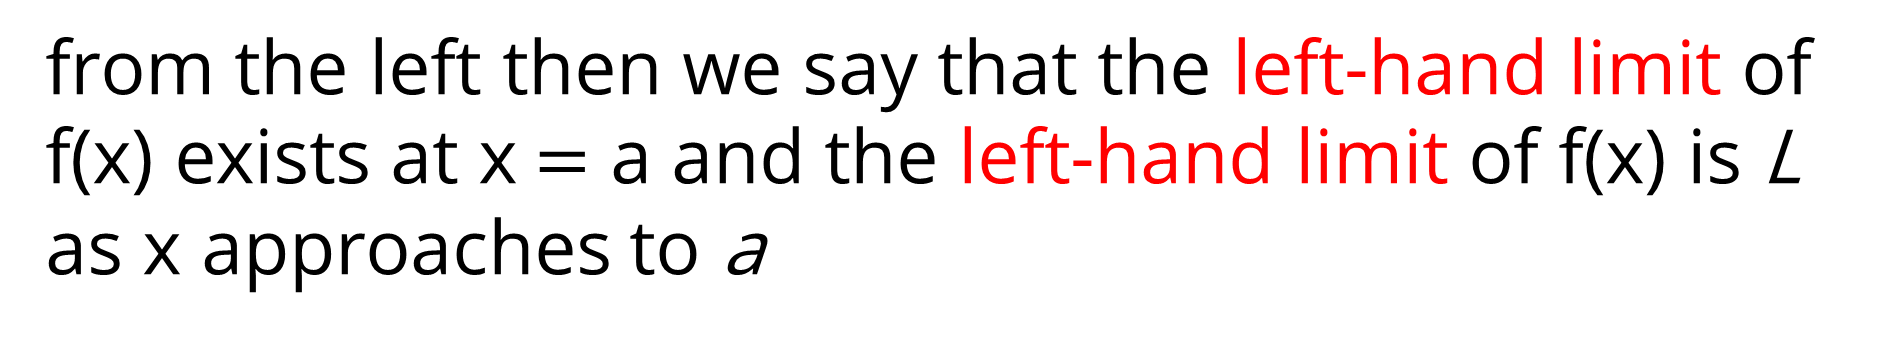 from the left then we say that the left-hand limit of
f(x) exists at x = a and the left-hand limit of f(x) is L
as x approaches to a